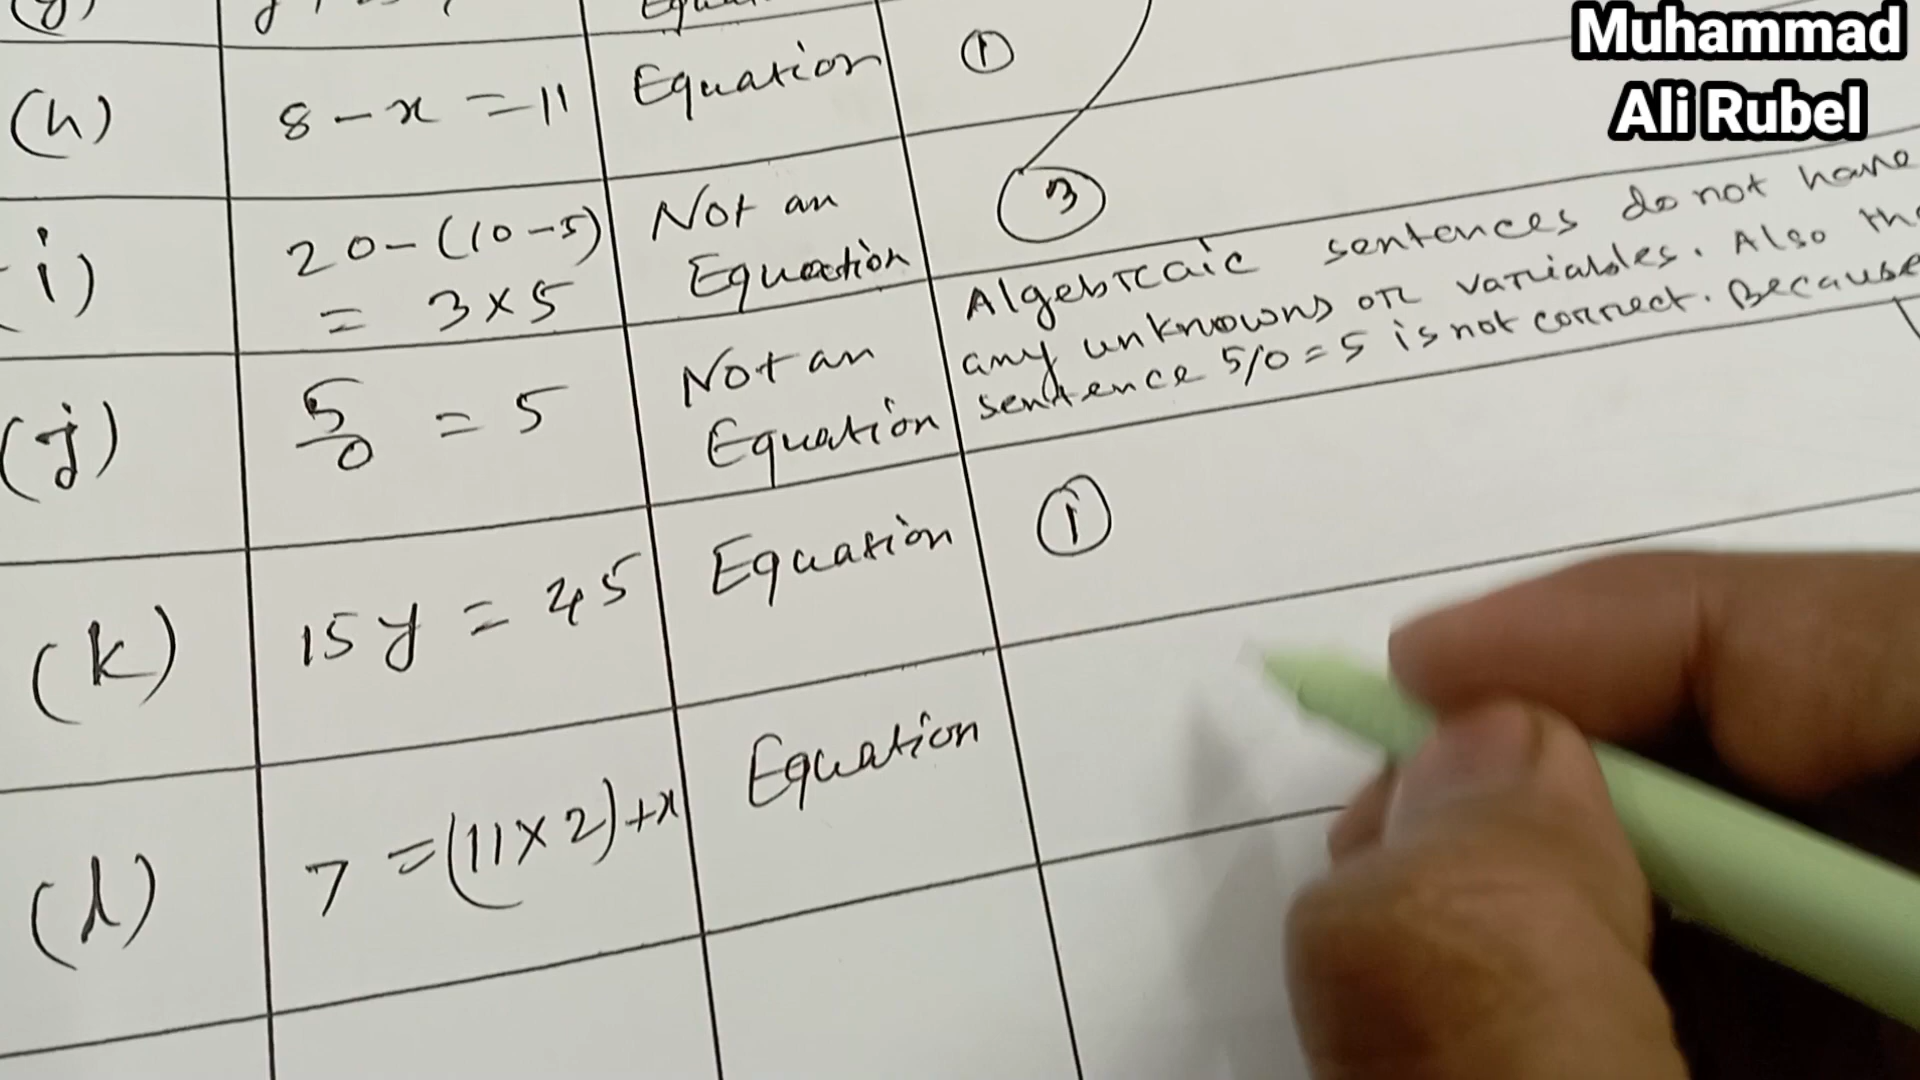 Muhammad
Ali Rubel
(h)
8 - x = 11
Equation
①
i)
20 - (10 - 5)
= 3 × 5
Not an
Equation
③
(j)
5/0 = 5
Not an
Equation
Algebraic sentences do not have
any unknowns or variables. Also the
sentence 5/0 = 5 is not correct. Because
(k)
15y = 45
Equation
①
(l)
7 = (11 × 2) + x
Equation